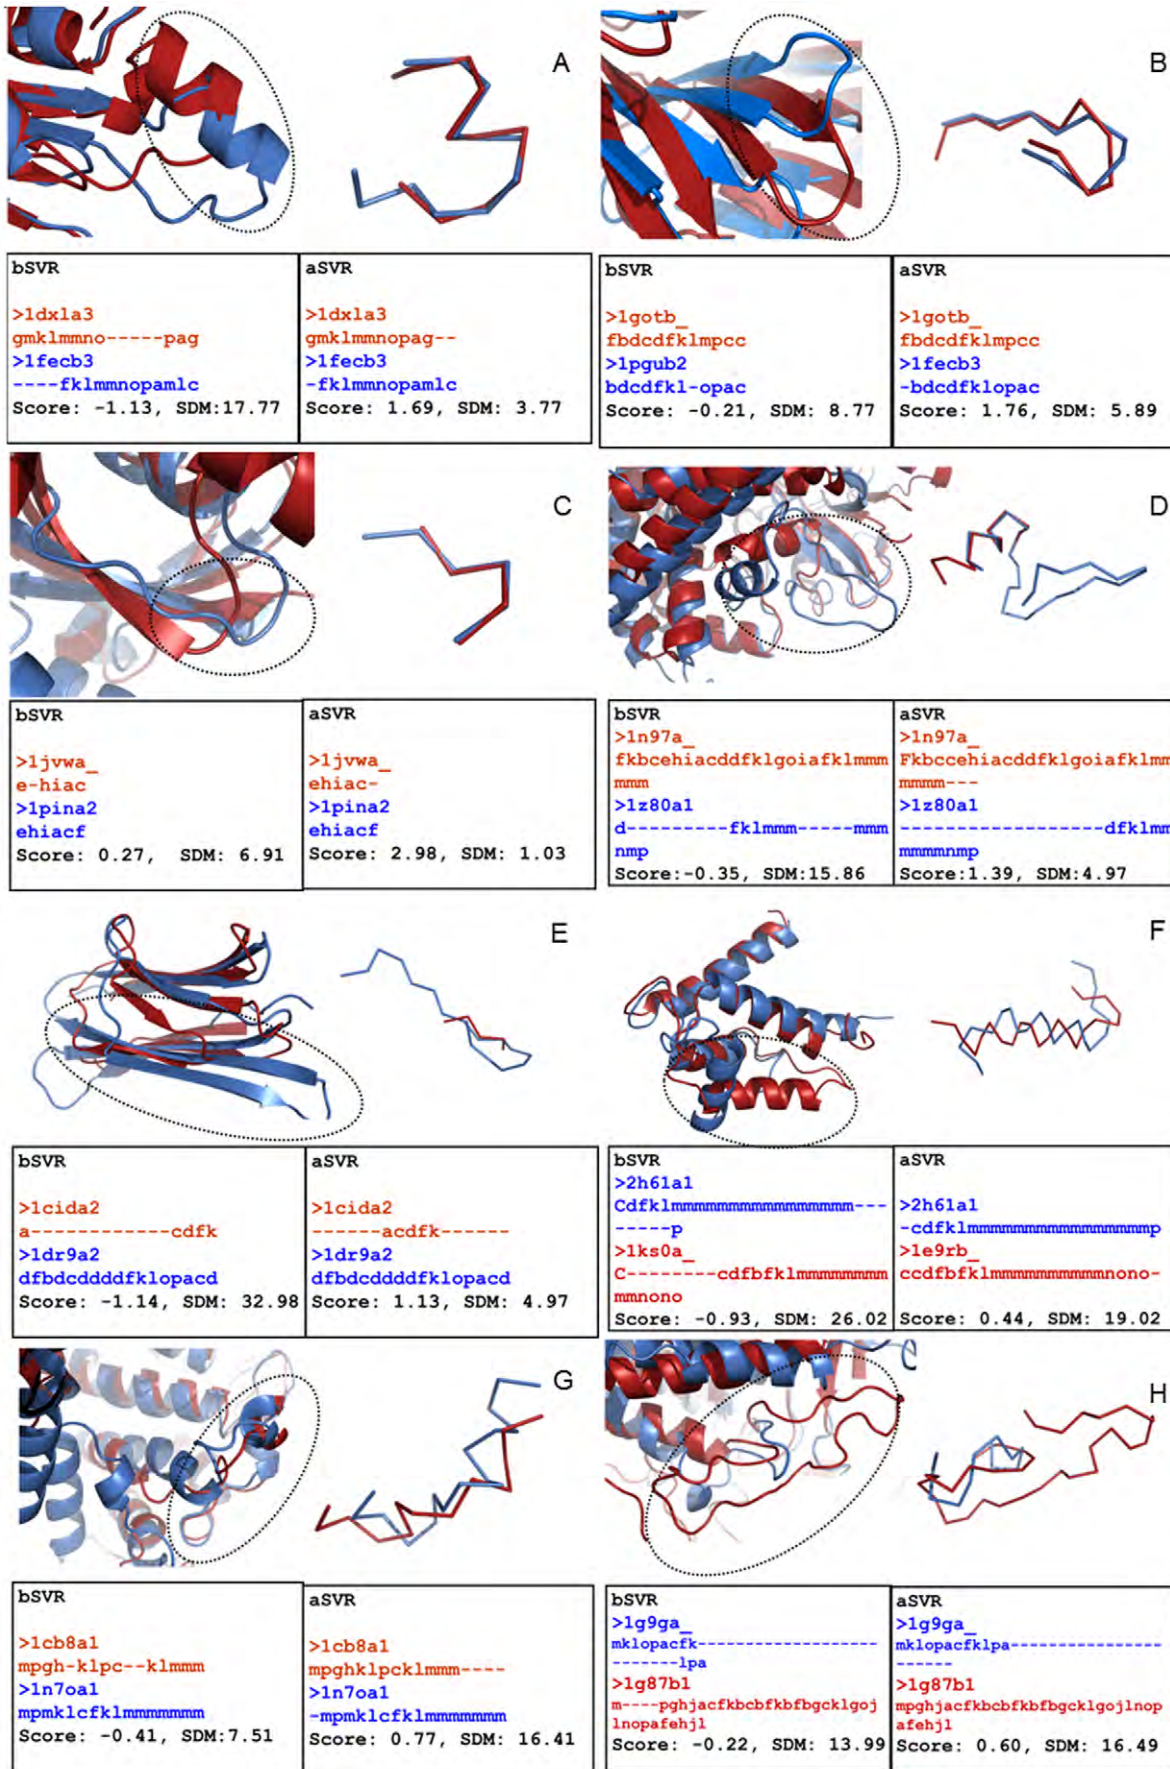 A
bSVR
>1dxla3
gmklmmno-----pag
>1fecb3
----fklmmnopamlc
Score: -1.13, SDM:17.77
aSVR
>1dxla3
gmklmmnopag--
>1fecb3
-fklmmnopamlc
Score: 1.69, SDM: 3.77
B
bSVR
>1gotb_
fbdcdfklmpcc
>1pgub2
bdcdfkl-opac
Score: -0.21, SDM: 8.77
aSVR
>1gotb_
fbdcdfklmpcc
>1fecb3
-bdcdfklopac
Score: 1.76, SDM: 5.89
C
bSVR
>1jvwa_
e-hiac
>1pina2
ehiacf
Score: 0.27, SDM: 6.91
aSVR
>1jvwa_
ehiac-
>1pina2
ehiacf
Score: 2.98, SDM: 1.03
D
bSVR
>1n97a_
fkbcehiacddfklgoiafklmmm
mmm
>1z80a1
d---------fklmmm-----mmm
nmp
Score:-0.35, SDM:15.86
aSVR
>1n97a_
Fkbccehiacddfklgoiafklmm
mmmm---
>1z80a1
------------------dfklmm
mmmmnmp
Score:1.39, SDM:4.97
E
bSVR
>1cida2
a------------cdfk
>1dr9a2
dfbdcddddfklopacd
Score: -1.14, SDM: 32.98
aSVR
>1cida2
------acdfk------
>1dr9a2
dfbdcddddfklopacd
Score: 1.13, SDM: 4.97
F
bSVR
>2h61a1
Cdfklmmmmmmmmmmmmmmmm---
-----p
>1ks0a_
C--------cdfbfklmmmmmmmm
mmnono
Score: -0.93, SDM: 26.02
aSVR
>2h61a1
-cdfklmmmmmmmmmmmmmmmmp
>1e9rb_
ccdfbfklmmmmmmmmmmnono-
Score: 0.44, SDM: 19.02
G
bSVR
>1cb8a1
mpgh-klpc--klmmm
>1n7oa1
mpmklcfklmmmmmmm
Score: -0.41, SDM:7.51
aSVR
>1cb8a1
mpghklpcklmmm----
>1n7oa1
-mpmklcfklmmmmmmm
Score: 0.77, SDM: 16.41
H
bSVR
>1g9ga_
mklopacfk-------------------
-------lpa
>1g87b1
m----pghjacfkbcbfkbfbgcklgoj
lnopafehjl
Score: -0.22, SDM: 13.99
aSVR
>1g9ga_
mklopacfklpa----------------
------
>1g87b1
mpghjacfkbcbfkbfbgcklgojlnop
afehjl
Score: 0.60, SDM: 16.49